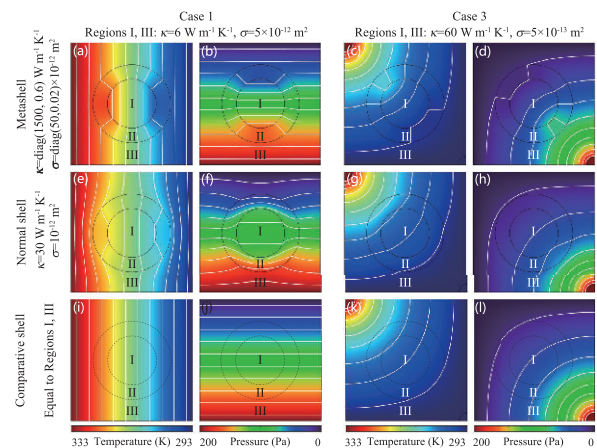 Case 1
Case 3
Regions I, III: κ=6 W m⁻¹ K⁻¹, σ=5×10⁻¹² m²
Regions I, III: κ=60 W m⁻¹ K⁻¹, σ=5×10⁻¹³ m²
Metashell
κ=diag(1500, 0.6) W m⁻¹ K⁻¹
σ=diag(50,0.02)×10⁻¹² m²
(a)
I
II
III
(b)
I
II
III
(c)
I
II
III
(d)
I
II
III
Normal shell
κ=30 W m⁻¹ K⁻¹
σ=10⁻¹² m²
(e)
I
II
III
(f)
I
II
III
(g)
I
II
III
(h)
I
II
III
Comparative shell
Equal to Regions I, III
(i)
I
II
III
(j)
I
II
III
(k)
I
II
III
(l)
I
II
III
333 Temperature (K) 293
200 Pressure (Pa) 0
333 Temperature (K) 293
200 Pressure (Pa) 0